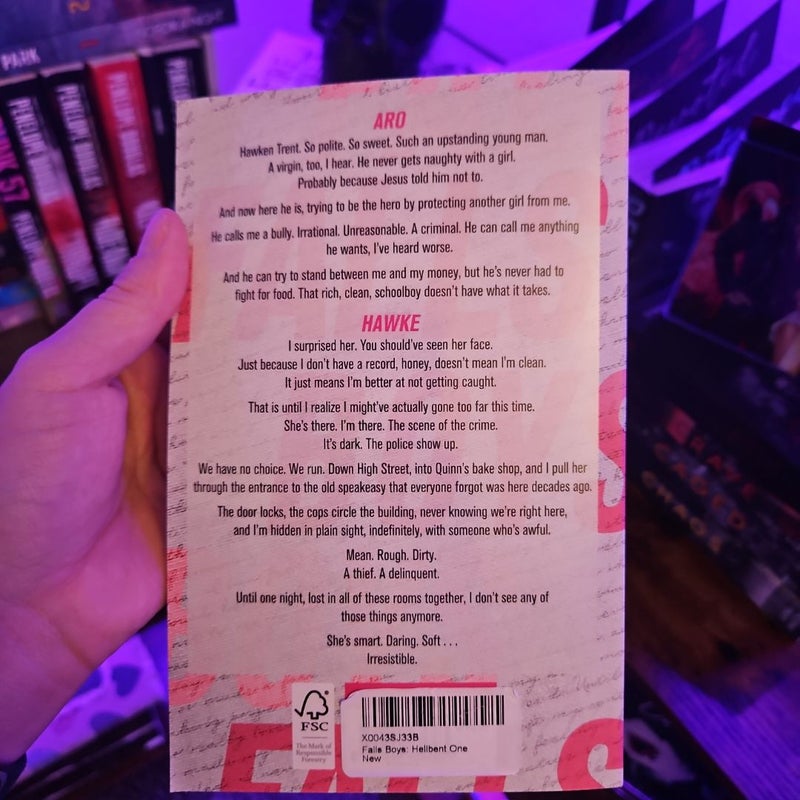 PARK
PENELOPE
PENELOPE DOUGLAS
PENELOPE DOUGLAS
ARO
Hawken Trent. So polite. So sweet. Such an upstanding young man.
A virgin, too, I hear. He never gets naughty with a girl.
Probably because Jesus told him not to.
And now here he is, trying to be the hero by protecting another girl from me.
He calls me a bully. Irrational. Unreasonable. A criminal. He can call me anything
he wants, I've heard worse.
And he can try to stand between me and my money, but he's never had to
fight for food. That rich, clean, schoolboy doesn't have what it takes.
HAWKE
I surprised her. You should've seen her face.
Just because I don't have a record, honey, doesn't mean I'm clean.
It just means I'm better at not getting caught.
That is until I realize I might've actually gone too far this time.
She's there. I'm there. The scene of the crime.
It's dark. The police show up.
We have no choice. We run. Down High Street, into Quinn's bake shop, and I pull her
through the entrance to the old speakeasy that everyone forgot was here decades ago.
The door locks, the cops circle the building, never knowing we're right here,
and I'm hidden in plain sight, indefinitely, with someone who's awful.
Mean. Rough. Dirty.
A thief. A delinquent.
Until one night, lost in all of these rooms together, I don't see any of
those things anymore.
She's smart. Daring. Soft . . .
Irresistible.
FSC
The Mark of
Responsible
Forestry
X0043SJ33B
Falls Boys: Hellbent One
New